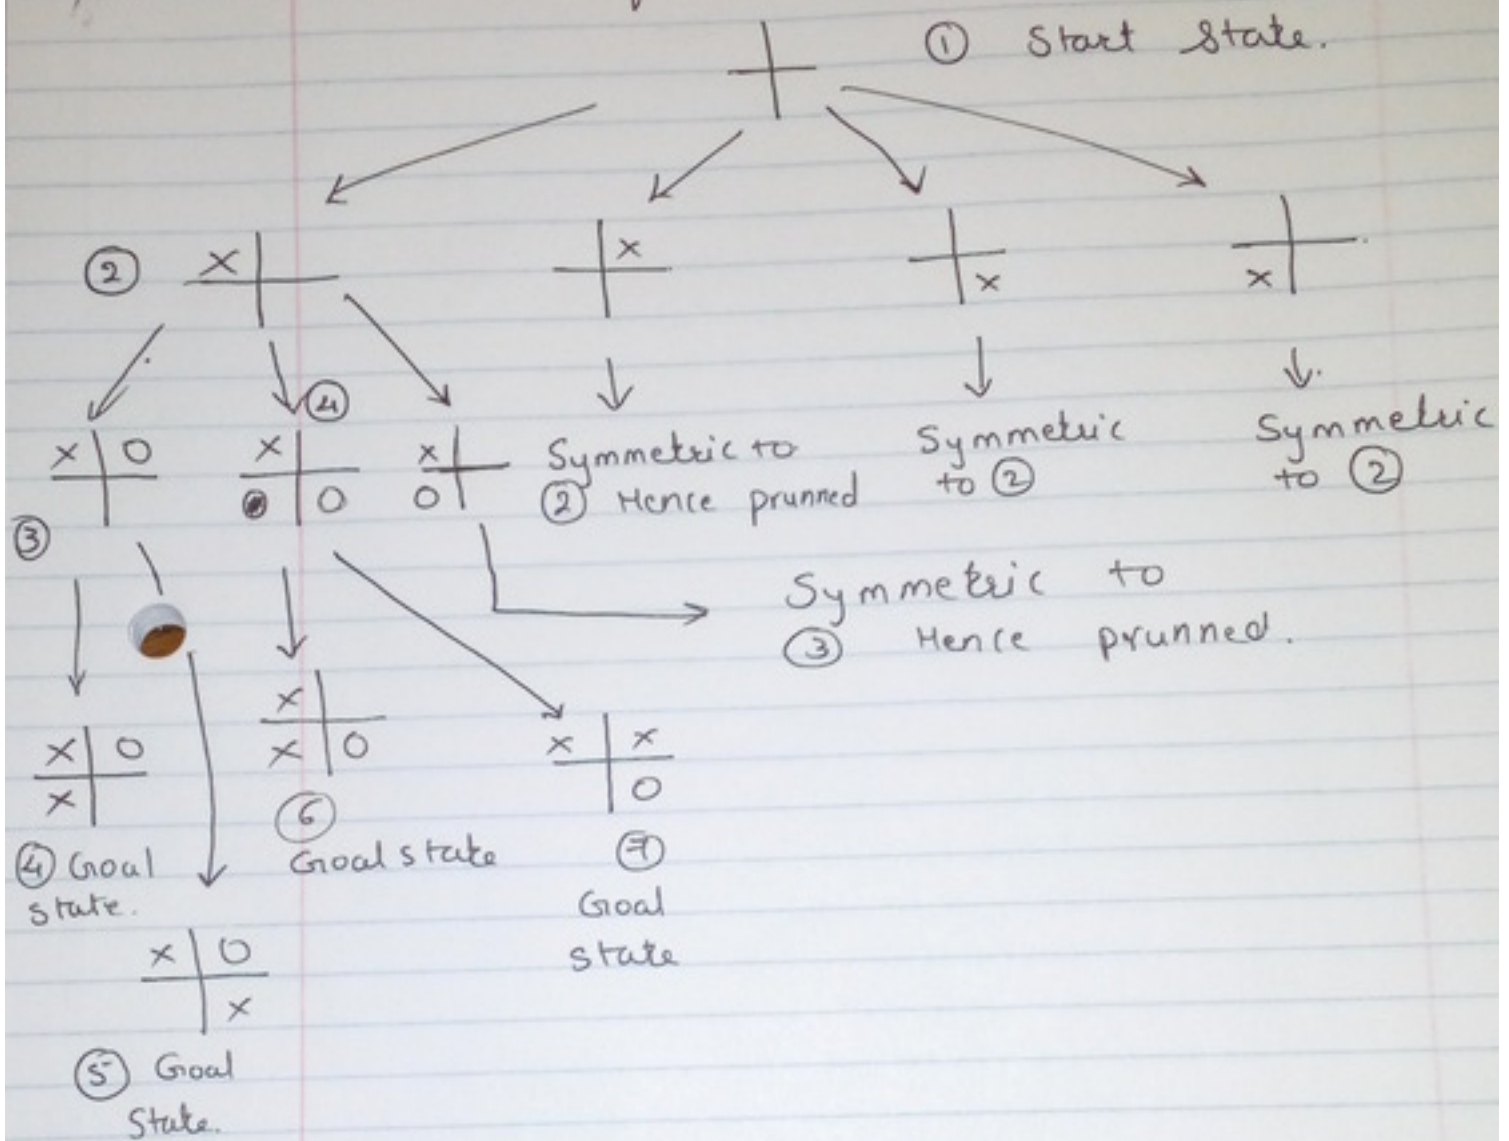 ① Start State.
② X
X
X
X
X O
④
X
O
X
O
Symmetric to
② Hence prunned
Symmetric
to ②
Symmetric
to ②
③
Symmetric to
③ Hence prunned.
X O
X
④ Goal
state.
X
X O
⑥
Goal state
X X
O
⑦
Goal
state
X O
X
⑤ Goal
State.